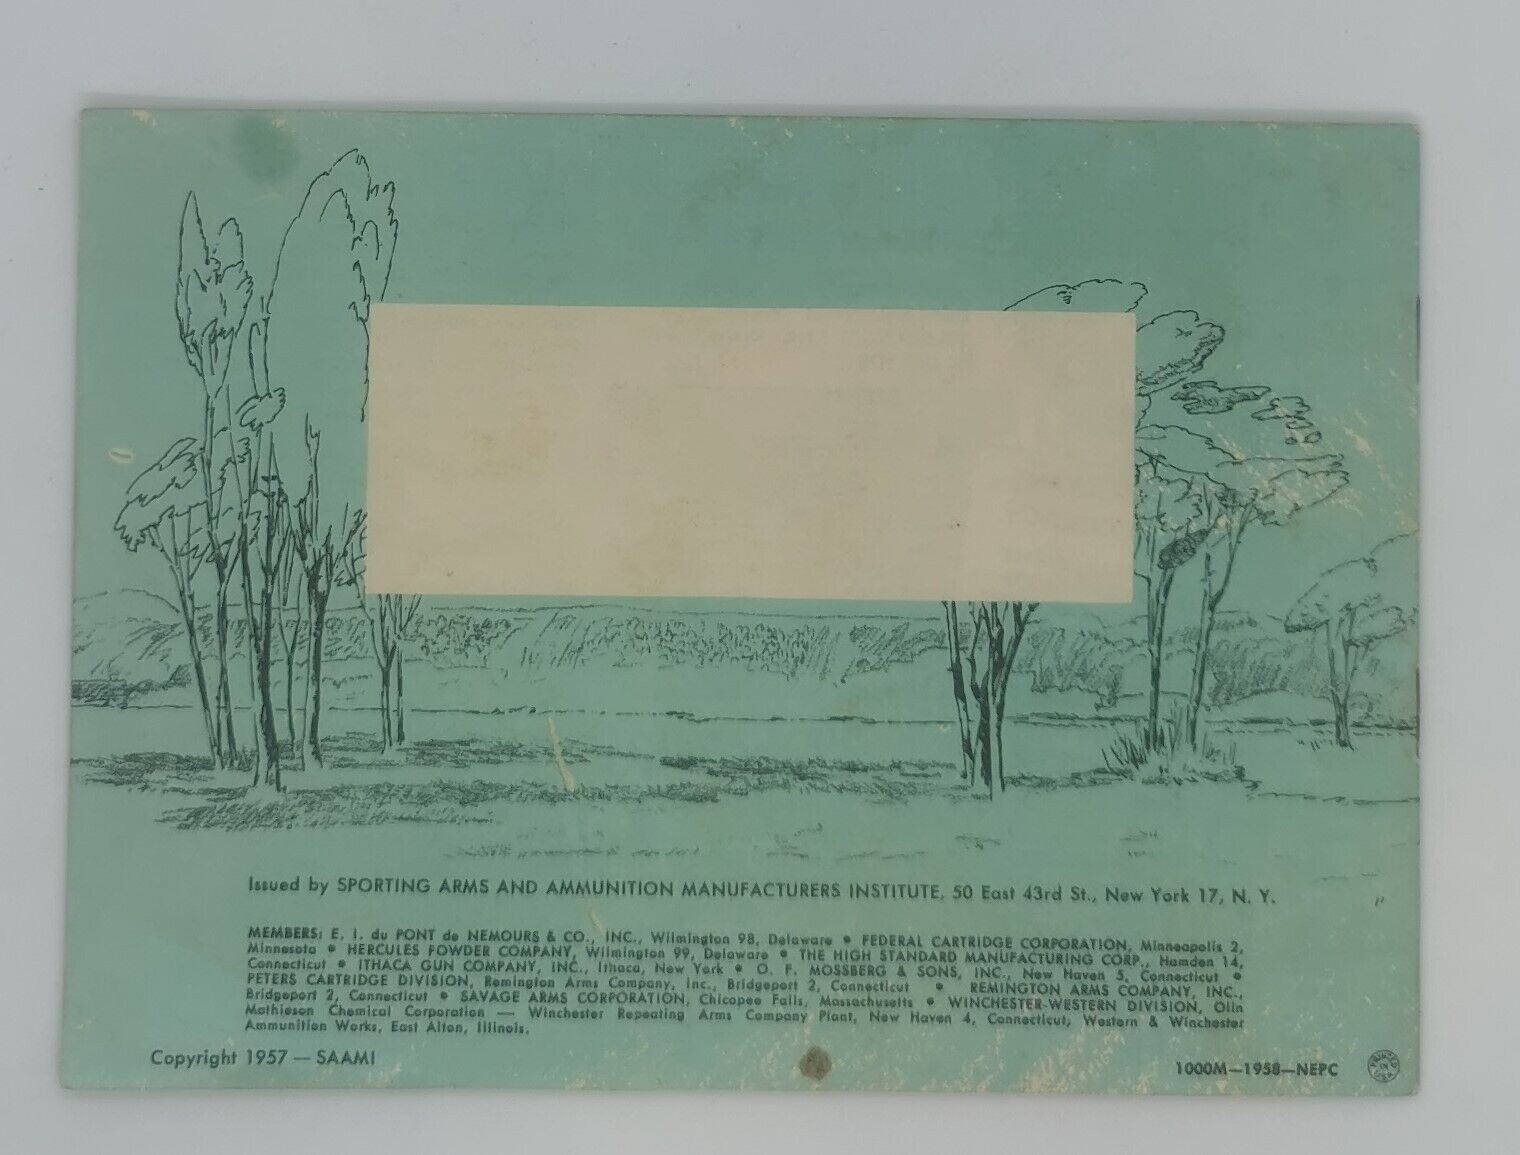 Issued by SPORTING ARMS AND AMMUNITION MANUFACTURERS INSTITUTE, 50 East 43rd St., New York 17, N. Y.
MEMBERS: E. I. du PONT de NEMOURS & CO., INC., Wilmington 98, Delaware • FEDERAL CARTRIDGE CORPORATION, Minneapolis 2,
Minnesota • HERCULES POWDER COMPANY, Wilmington 99, Delaware • THE HIGH STANDARD MANUFACTURING CORP., Hamden 14,
Connecticut • ITHACA GUN COMPANY, INC., Ithaca, New York • O. F. MOSSBERG & SONS, INC., New Haven 5, Connecticut •
PETERS CARTRIDGE DIVISION, Remington Arms Company, Inc., Bridgeport 2, Connecticut • REMINGTON ARMS COMPANY, INC.,
Bridgeport 2, Connecticut • SAVAGE ARMS CORPORATION, Chicopee Falls, Massachusetts • WINCHESTER-WESTERN DIVISION, Olin
Mathieson Chemical Corporation — Winchester Repeating Arms Company Plant, New Haven 4, Connecticut; Western & Winchester
Ammunition Works, East Alton, Illinois.
Copyright 1957 — SAAMI
1000M—1958—NEPC
PRINTED IN USA